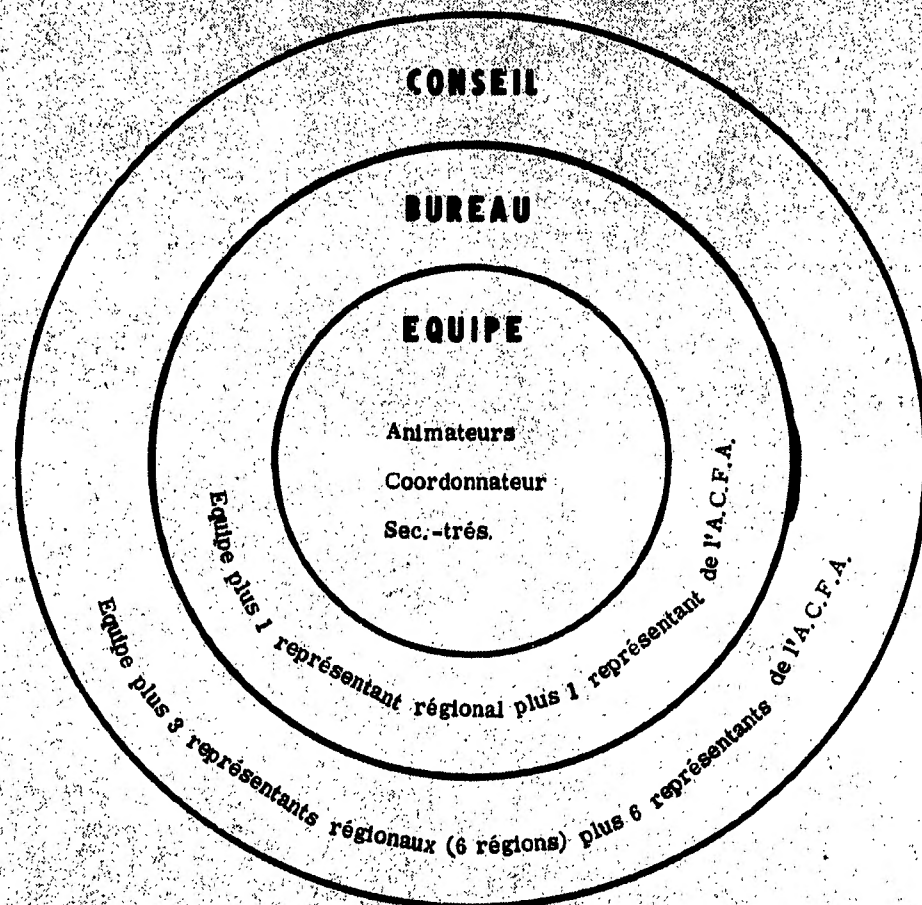 CONSEIL
BUREAU
EQUIPE
Animateurs
Coordonnateur
Sec.-trés.
Equipe plus 1 représentant régional plus 1 représentant de l'A.C.F.A.
Equipe plus 3 représentants régionaux (6 régions) plus 6 représentants de l'A.C.F.A.